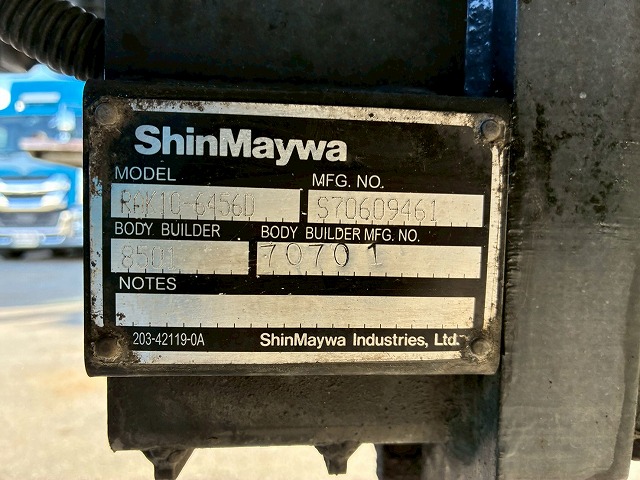 ShinMaywa
MODEL MFG. NO.
S70609461
BODY BUILDER BODY BUILDER MFG. NO.
8501 70701
NOTES
203-42119-0A ShinMaywa Industries, Ltd.